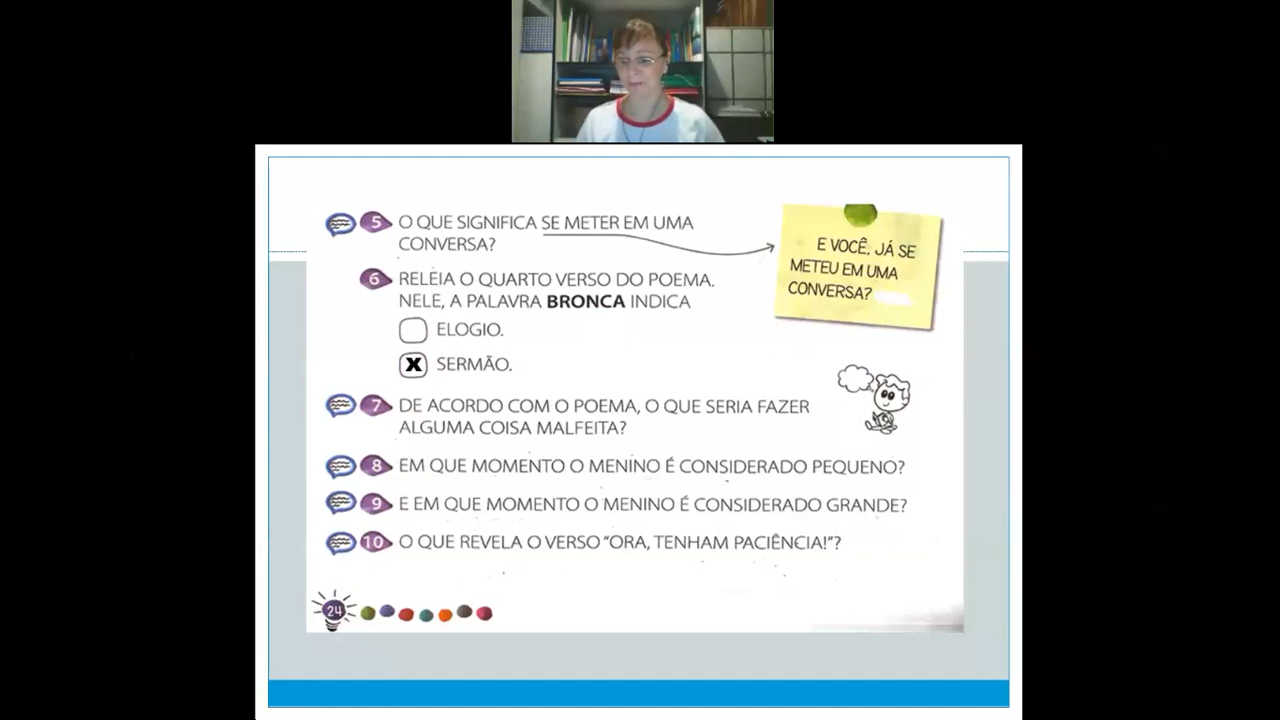 5 O QUE SIGNIFICA SE METER EM UMA
CONVERSA?
E VOCÊ, JÁ SE
METEU EM UMA
CONVERSA?
6 RELEIA O QUARTO VERSO DO POEMA.
NELE, A PALAVRA BRONCA INDICA
ELOGIO.
X SERMÃO.
7 DE ACORDO COM O POEMA, O QUE SERIA FAZER
ALGUMA COISA MALFEITA?
8 EM QUE MOMENTO O MENINO É CONSIDERADO PEQUENO?
9 E EM QUE MOMENTO O MENINO É CONSIDERADO GRANDE?
10 O QUE REVELA O VERSO "ORA, TENHAM PACIÊNCIA!"?
24